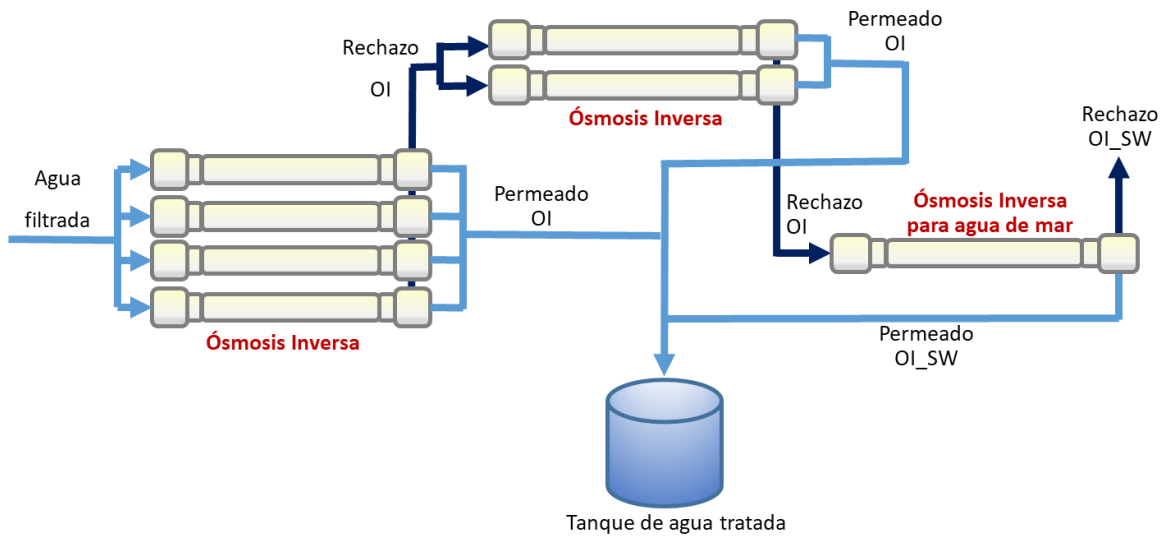 Permeado
OI
Rechazo
OI
Ósmosis Inversa
Rechazo
OI_SW
Agua
filtrada
Permeado
OI
Rechazo
OI
Ósmosis Inversa
para agua de mar
Ósmosis Inversa
Permeado
OI_SW
Tanque de agua tratada